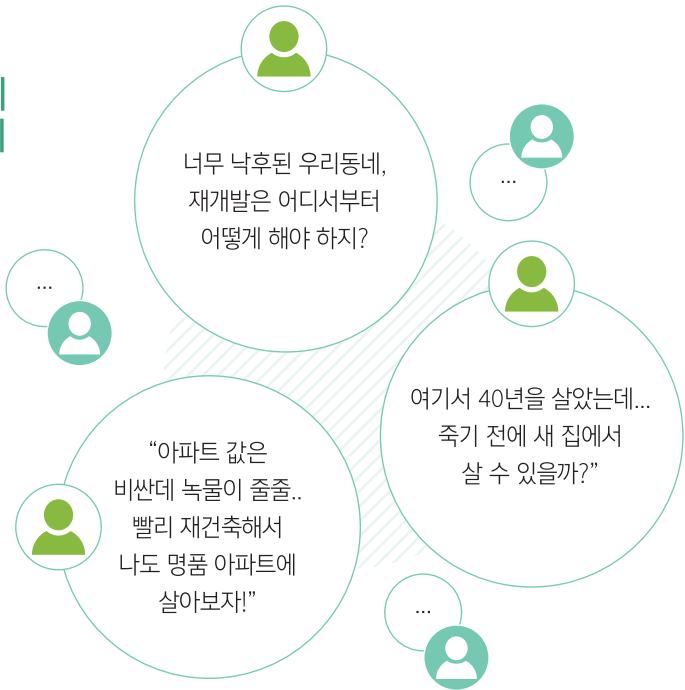 너무 낙후된 우리동네,
재개발은 어디서부터
어떻게 해야 하지?
...
...
여기서 40년을 살았는데...
죽기 전에 새 집에서
살 수 있을까?”
“아파트 값은
비싼데 녹물이 줄줄..
빨리 재건축해서
나도 명품 아파트에
살아보자!”
...